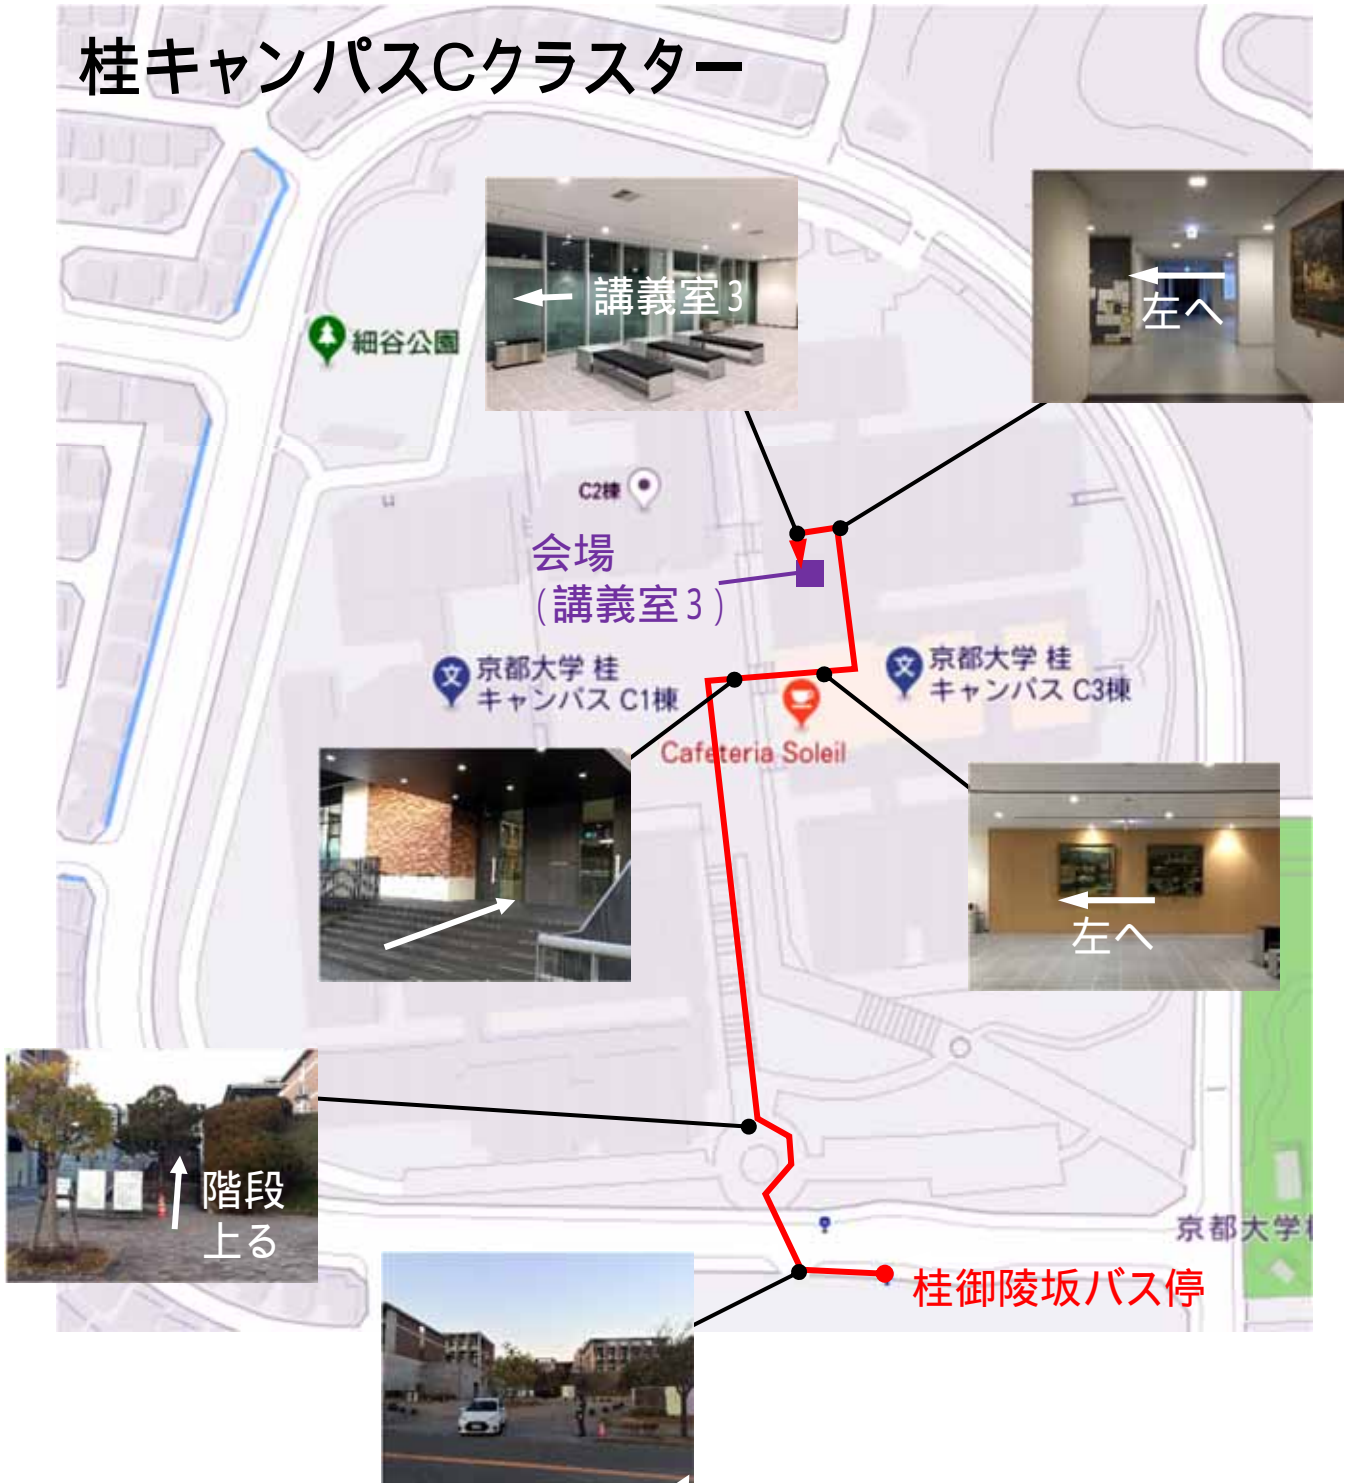 桂キャンパスCクラスター
講義室3
左へ
細谷公園
C2棟
会場
(講義室3)
京都大学 桂
キャンパス C1棟
京都大学 桂
キャンパス C3棟
Cafeteria Soleil
左へ
階段
上る
京都大学
桂御陵坂バス停